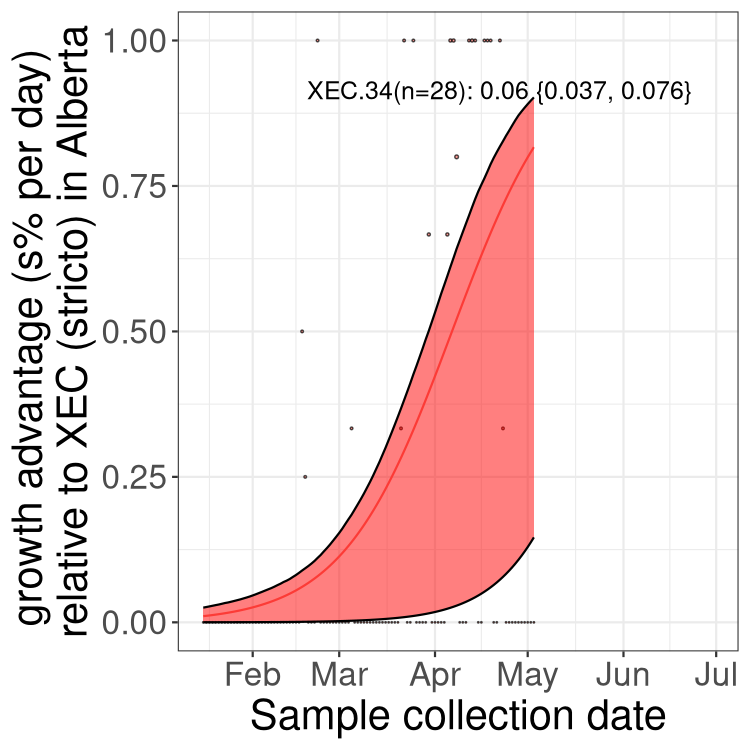 growth advantage (s% per day)
relative to XEC (stricto) in Alberta
1.00
0.75
0.50
0.25
0.00
XEC.34(n=28): 0.06 {0.037, 0.076}
Feb Mar Apr May Jun Jul
Sample collection date